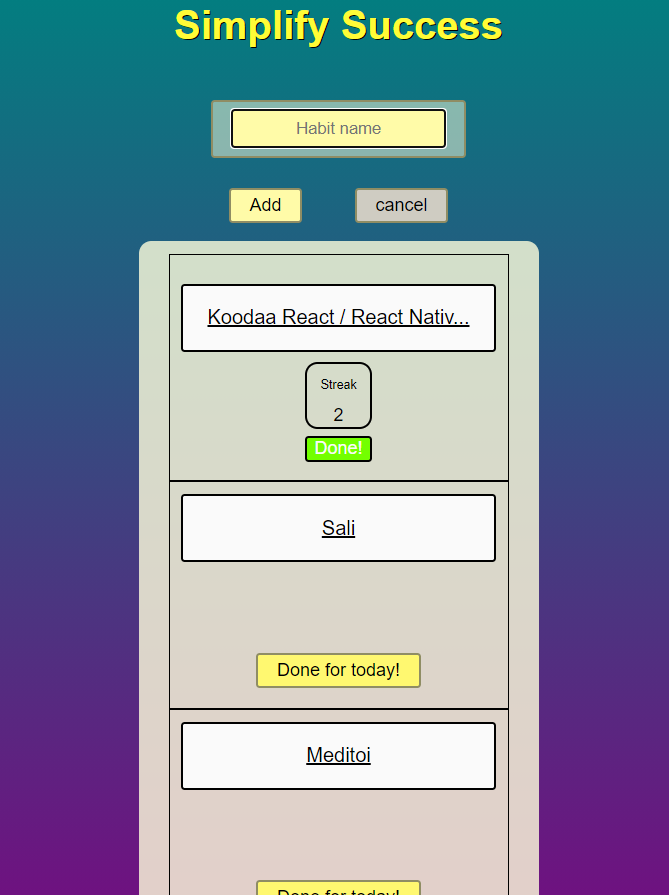 Simplify Success
Habit name
Add
cancel
Koodaa React / React Nativ...
Streak
2
Done!
Sali
Done for today!
Meditoi
Done for today!